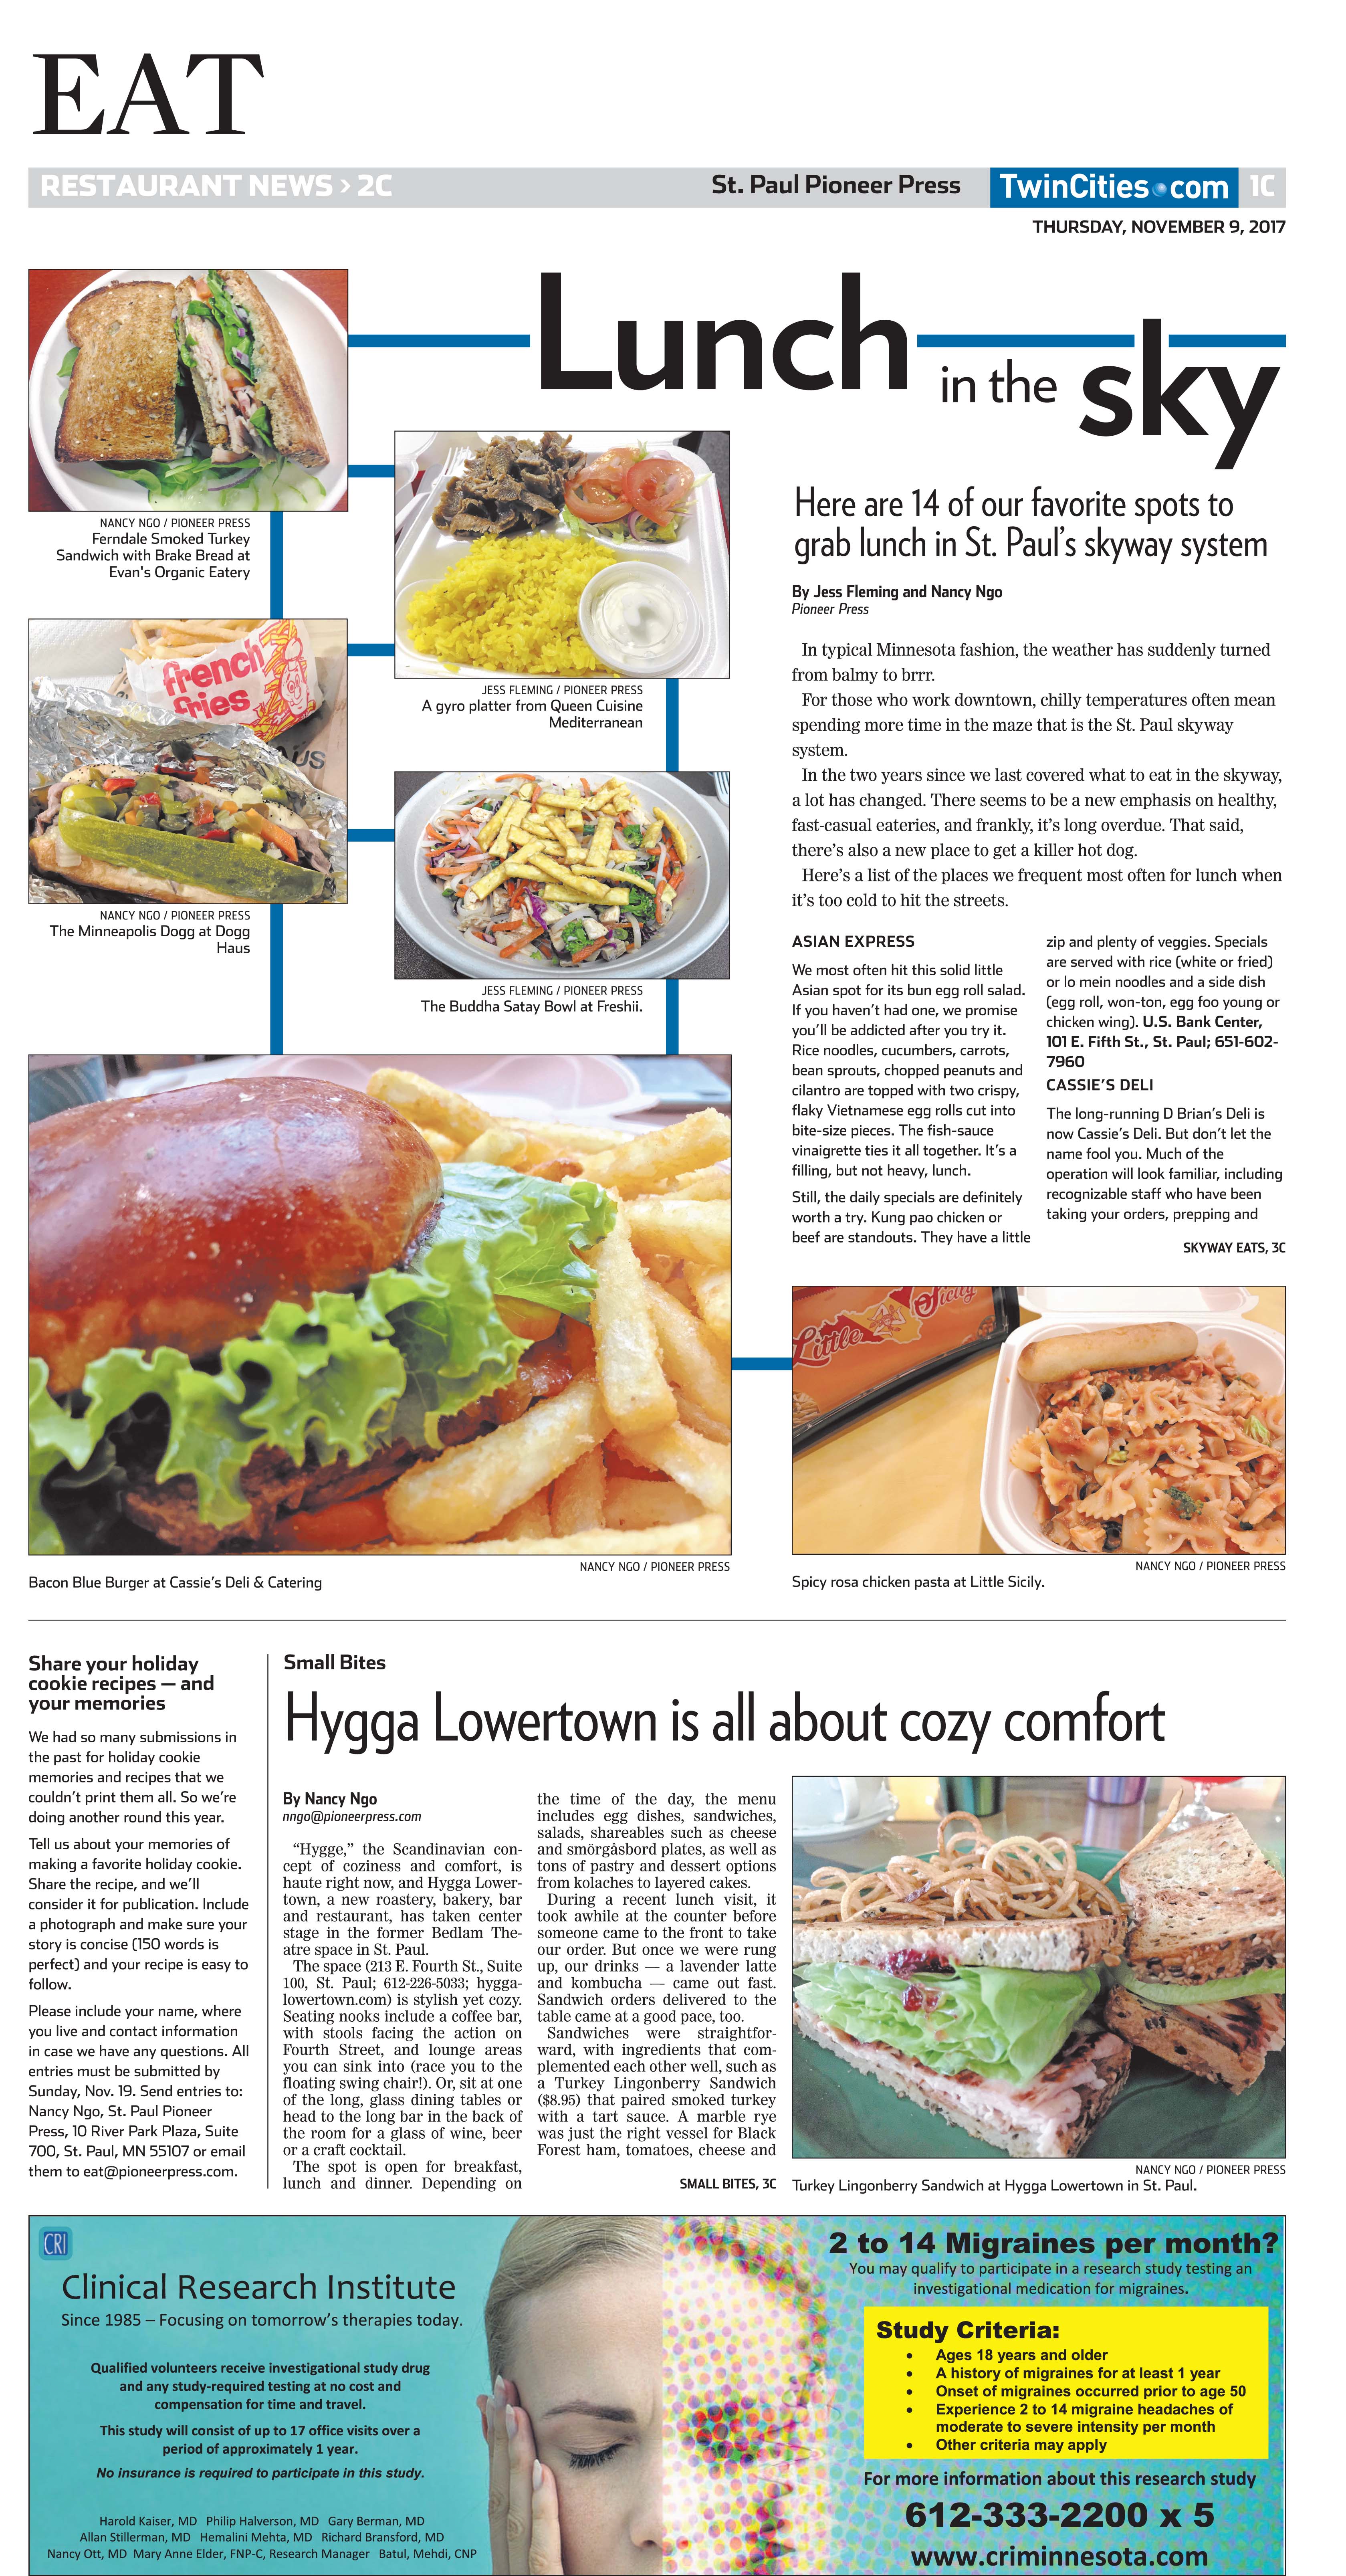 EAT
RESTAURANT NEWS > 2C
St. Paul Pioneer Press
TwinCities.com
1C
THURSDAY, NOVEMBER 9, 2017
Lunch
in the sky
NANCY NGO / PIONEER PRESS
Ferndale Smoked Turkey
Sandwich with Brake Bread at
Evan's Organic Eatery
french
fries
NANCY NGO / PIONEER PRESS
The Minneapolis Dogg at Dogg
Haus
JESS FLEMING / PIONEER PRESS
A gyro platter from Queen Cuisine
Mediterranean
JESS FLEMING / PIONEER PRESS
The Buddha Satay Bowl at Freshii.
NANCY NGO / PIONEER PRESS
Bacon Blue Burger at Cassie's Deli & Catering
Here are 14 of our favorite spots to
grab lunch in St. Paul's skyway system
By Jess Fleming and Nancy Ngo
Pioneer Press
In typical Minnesota fashion, the weather has suddenly turned
from balmy to brrr.
For those who work downtown, chilly temperatures often mean
spending more time in the maze that is the St. Paul skyway
system.
In the two years since we last covered what to eat in the skyway,
a lot has changed. There seems to be a new emphasis on healthy,
fast-casual eateries, and frankly, it's long overdue. That said,
there's also a new place to get a killer hot dog.
Here's a list of the places we frequent most often for lunch when
it's too cold to hit the streets.
ASIAN EXPRESS
We most often hit this solid little
Asian spot for its bun egg roll salad.
If you haven't had one, we promise
you'll be addicted after you try it.
Rice noodles, cucumbers, carrots,
bean sprouts, chopped peanuts and
cilantro are topped with two crispy,
flaky Vietnamese egg rolls cut into
bite-size pieces. The fish-sauce
vinaigrette ties it all together. It's a
filling, but not heavy, lunch.
Still, the daily specials are definitely
worth a try. Kung pao chicken or
beef are standouts. They have a little
zip and plenty of veggies. Specials
are served with rice (white or fried)
or lo mein noodles and a side dish
(egg roll, won-ton, egg foo young or
chicken wing). U.S. Bank Center,
101 E. Fifth St., St. Paul; 651-602-
7960
CASSIE'S DELI
The long-running D Brian's Deli is
now Cassie's Deli. But don't let the
name fool you. Much of the
operation will look familiar, including
recognizable staff who have been
taking your orders, prepping and
SKYWAY EATS, 3C
Little Sicily
NANCY NGO / PIONEER PRESS
Spicy rosa chicken pasta at Little Sicily.
Share your holiday
cookie recipes — and
your memories
We had so many submissions in
the past for holiday cookie
memories and recipes that we
couldn't print them all. So we're
doing another round this year.
Tell us about your memories of
making a favorite holiday cookie.
Share the recipe, and we'll
consider it for publication. Include
a photograph and make sure your
story is concise (150 words is
perfect) and your recipe is easy to
follow.
Please include your name, where
you live and contact information
in case we have any questions. All
entries must be submitted by
Sunday, Nov. 19. Send entries to:
Nancy Ngo, St. Paul Pioneer
Press, 10 River Park Plaza, Suite
700, St. Paul, MN 55107 or email
them to eat@pioneerpress.com.
Small Bites
Hygga Lowertown is all about cozy comfort
By Nancy Ngo
nngo@pioneerpress.com
"Hygge," the Scandinavian con-
cept of coziness and comfort, is
haute right now, and Hygga Lower-
town, a new roastery, bakery, bar
and restaurant, has taken center
stage in the former Bedlam The-
atre space in St. Paul.
The space (213 E. Fourth St., Suite
100, St. Paul; 612-226-5033; hygga-
lowertown.com) is stylish yet cozy.
Seating nooks include a coffee bar,
with stools facing the action on
Fourth Street, and lounge areas
you can sink into (race you to the
floating swing chair!). Or, sit at one
of the long, glass dining tables or
head to the long bar in the back of
the room for a glass of wine, beer
or a craft cocktail.
The spot is open for breakfast,
lunch and dinner. Depending on
the time of the day, the menu
includes egg dishes, sandwiches,
salads, shareables such as cheese
and smörgåsbord plates, as well as
tons of pastry and dessert options
from kolaches to layered cakes.
During a recent lunch visit, it
took awhile at the counter before
someone came to the front to take
our order. But once we were rung
up, our drinks — a lavender latte
and kombucha — came out fast.
Sandwich orders delivered to the
table came at a good pace, too.
Sandwiches were straightfor-
ward, with ingredients that com-
plemented each other well, such as
a Turkey Lingonberry Sandwich
($8.95) that paired smoked turkey
with a tart sauce. A marble rye
was just the right vessel for Black
Forest ham, tomatoes, cheese and
SMALL BITES, 3C
NANCY NGO / PIONEER PRESS
Turkey Lingonberry Sandwich at Hygga Lowertown in St. Paul.
CRI
Clinical Research Institute
Since 1985 – Focusing on tomorrow's therapies today.
Qualified volunteers receive investigational study drug
and any study-required testing at no cost and
compensation for time and travel.
This study will consist of up to 17 office visits over a
period of approximately 1 year.
No insurance is required to participate in this study.
Harold Kaiser, MD Philip Halverson, MD Gary Berman, MD
Allan Stillerman, MD Hemalini Mehta, MD Richard Bransford, MD
Nancy Ott, MD Mary Anne Elder, FNP-C, Research Manager Batul, Mehdi, CNP
2 to 14 Migraines per month?
You may qualify to participate in a research study testing an
investigational medication for migraines.
Study Criteria:
• Ages 18 years and older
• A history of migraines for at least 1 year
• Onset of migraines occurred prior to age 50
• Experience 2 to 14 migraine headaches of
moderate to severe intensity per month
• Other criteria may apply
For more information about this research study
612-333-2200 x 5
www.criminnesota.com